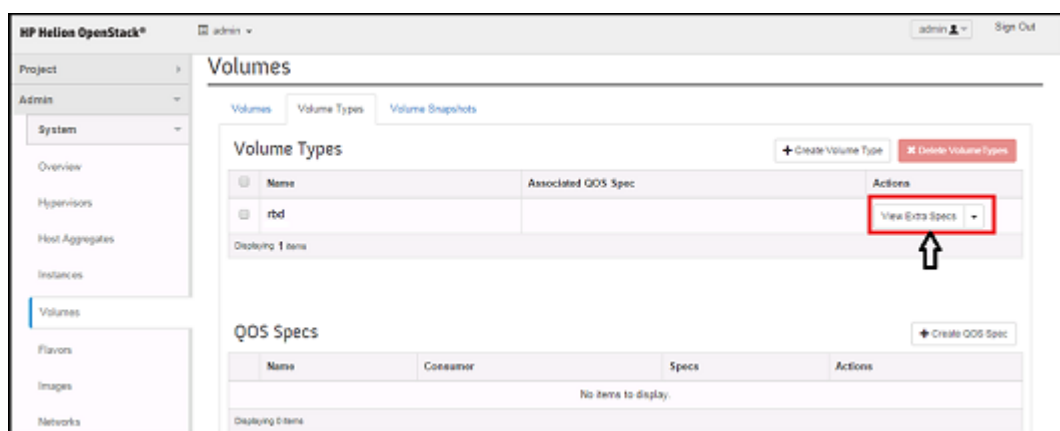 HP Helion OpenStack® admin admin Sign Out
Project
Admin
System
Overview
Hypervisors
Host Aggregates
Instances
Volumes
Flavors
Images
Networks
Volumes
Volumes Volume Types Volume Snapshots
Volume Types + Create Volume Type ✖ Delete Volume Types
Name Associated QOS Spec Actions
rbd View Extra Specs
Displaying 1 items
QOS Specs + Create QOS Spec
Name Consumer Specs Actions
No items to display.
Displaying 0 items